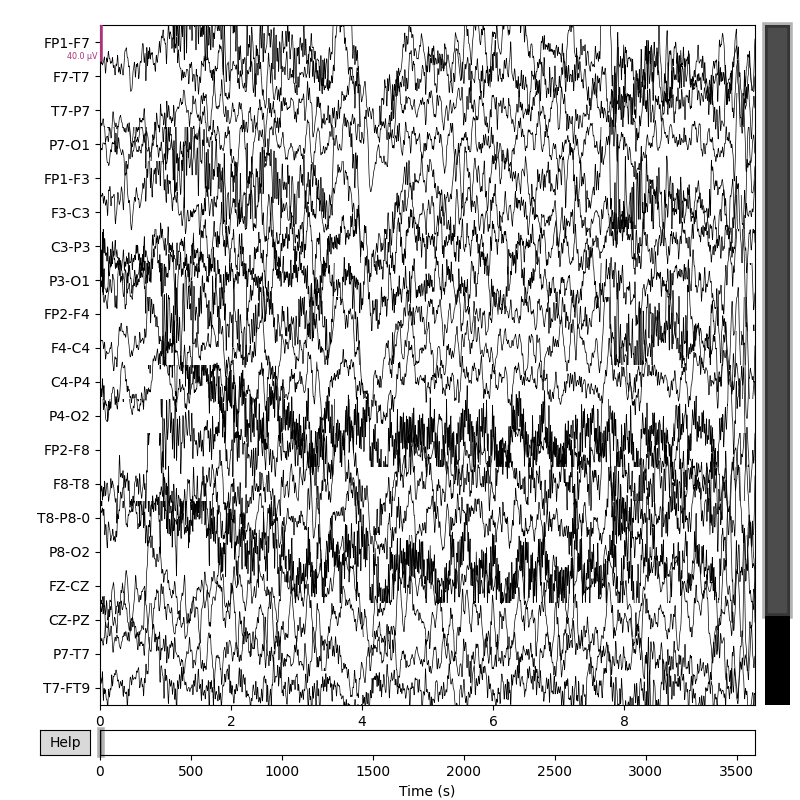 FP1-F7
40.0 µV
F7-T7
T7-P7
P7-O1
FP1-F3
F3-C3
C3-P3
P3-O1
FP2-F4
F4-C4
C4-P4
P4-O2
FP2-F8
F8-T8
T8-P8-0
P8-O2
FZ-CZ
CZ-PZ
P7-T7
T7-FT9
0 2 4 6 8
Help
0 500 1000 1500 2000 2500 3000 3500
Time (s)